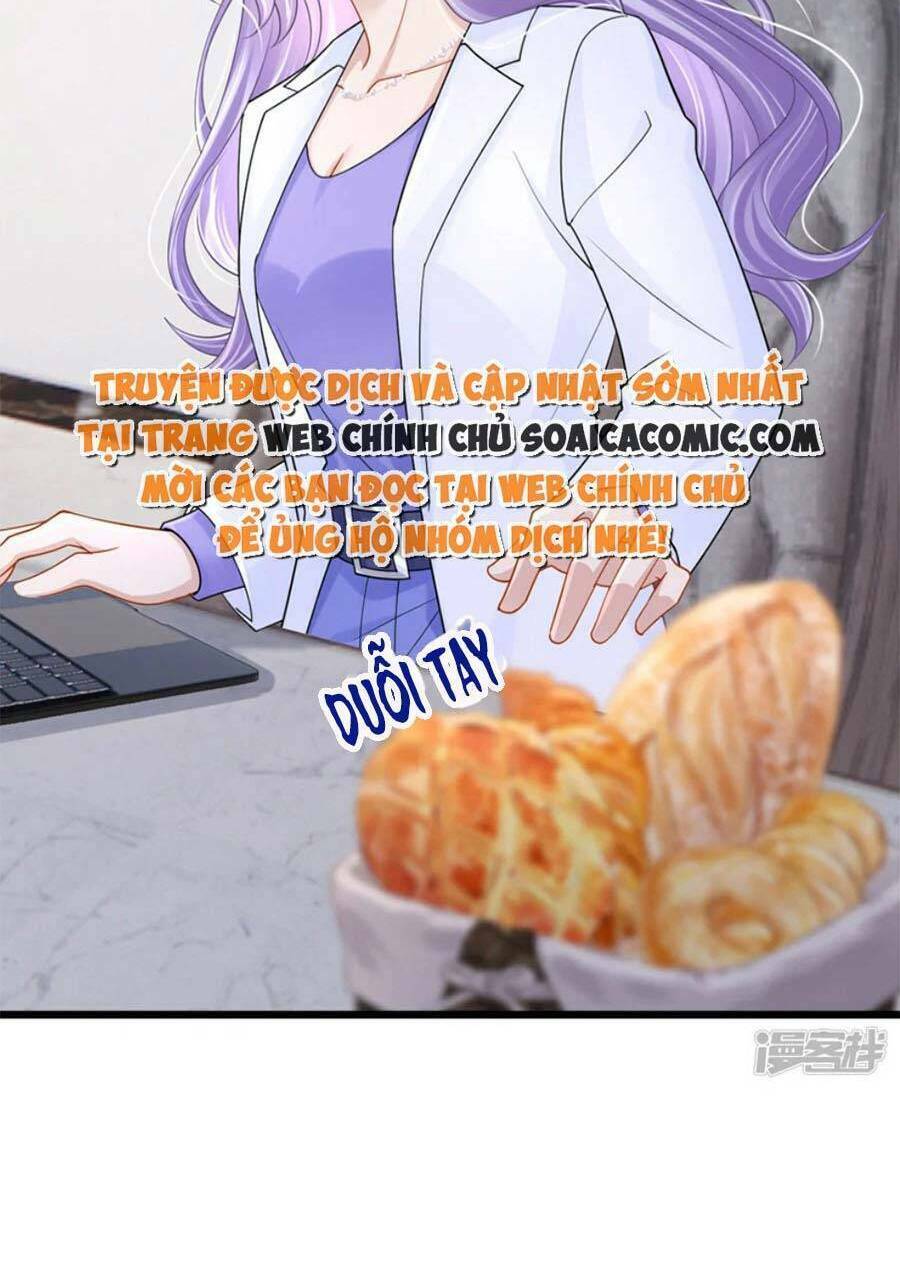 TRUYỆN ĐƯỢC DỊCH VÀ CẬP NHẬT SỚM NHẤT
TẠI TRANG WEB CHÍNH CHỦ SOAICACOMIC.COM
MỜI CÁC BẠN ĐỌC TẠI WEB CHÍNH CHỦ
ĐỂ ỦNG HỘ NHÓM DỊCH NHÉ!
DUỖI TAY
漫客栈